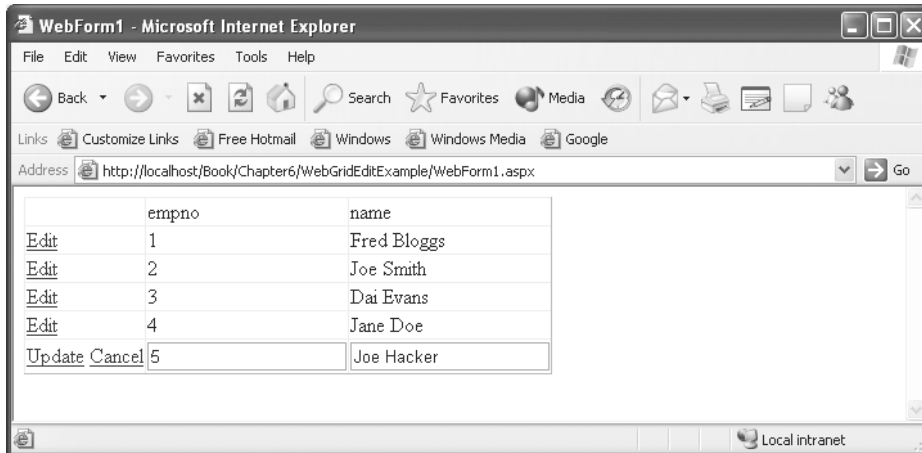 WebForm1 - Microsoft Internet Explorer
File Edit View Favorites Tools Help
Back Search Favorites Media
Links Customize Links Free Hotmail Windows Windows Media Google
Address http://localhost/Book/Chapter6/WebGridEditExample/WebForm1.aspx Go
empno name
Edit 1 Fred Bloggs
Edit 2 Joe Smith
Edit 3 Dai Evans
Edit 4 Jane Doe
Update Cancel 5 Joe Hacker
Local intranet